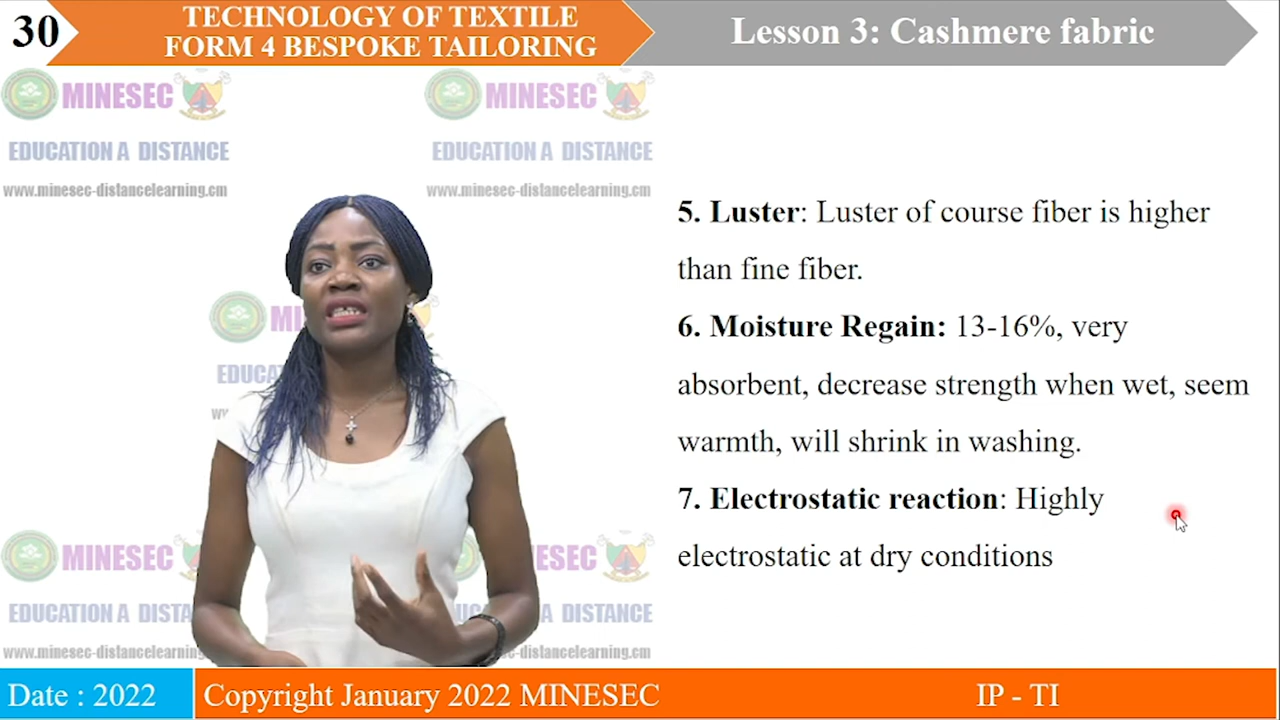 30
TECHNOLOGY OF TEXTILE
FORM 4 BESPOKE TAILORING
Lesson 3: Cashmere fabric
MINESEC
MINESEC
EDUCATION A DISTANCE
EDUCATION A DISTANCE
www.minesec-distancelearning.cm
www.minesec-distancelearning.cm
5. Luster: Luster of course fiber is higher
than fine fiber.
6. Moisture Regain: 13-16%, very
absorbent, decrease strength when wet, seem
warmth, will shrink in washing.
7. Electrostatic reaction: Highly
electrostatic at dry conditions
MINESEC
EDUCATION A DISTANCE
www.minesec-distancelearning.cm
Date : 2022
Copyright January 2022 MINESEC
IP - TI